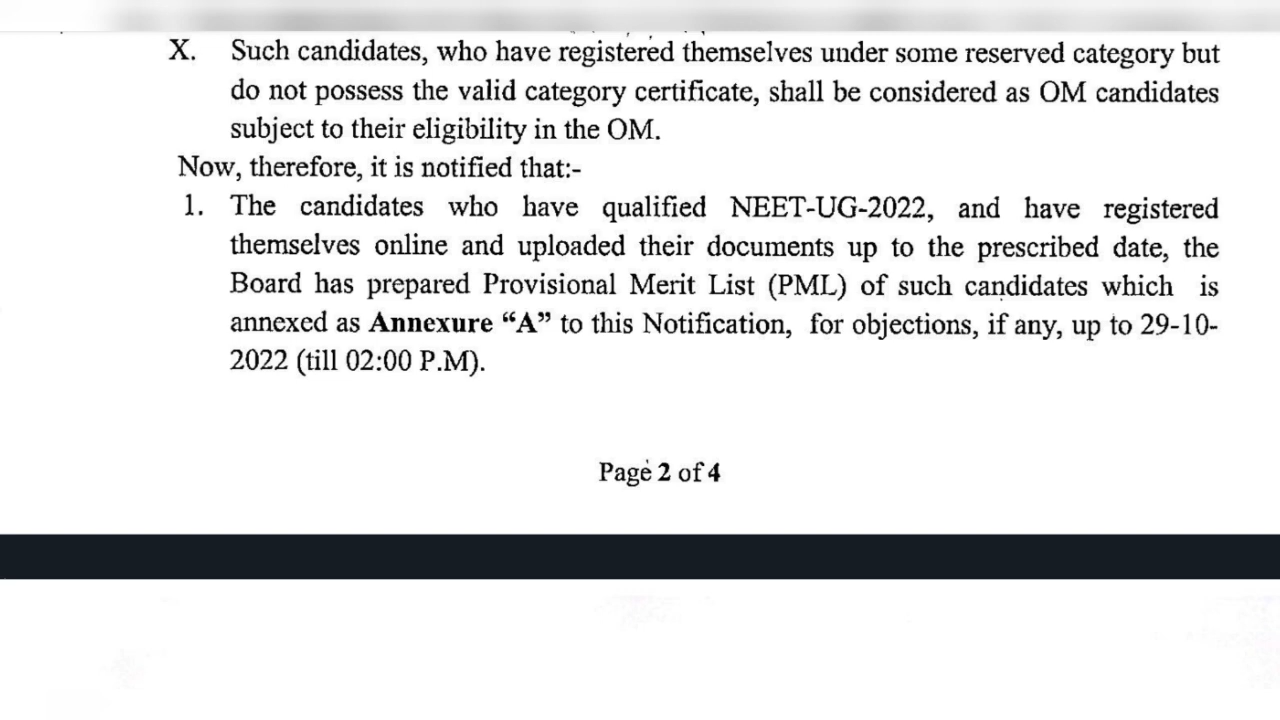 X. Such candidates, who have registered themselves under some reserved category but
do not possess the valid category certificate, shall be considered as OM candidates
subject to their eligibility in the OM.
Now, therefore, it is notified that:-
1. The candidates who have qualified NEET-UG-2022, and have registered
themselves online and uploaded their documents up to the prescribed date, the
Board has prepared Provisional Merit List (PML) of such candidates which is
annexed as Annexure “A” to this Notification, for objections, if any, up to 29-10-
2022 (till 02:00 P.M).
Page 2 of 4